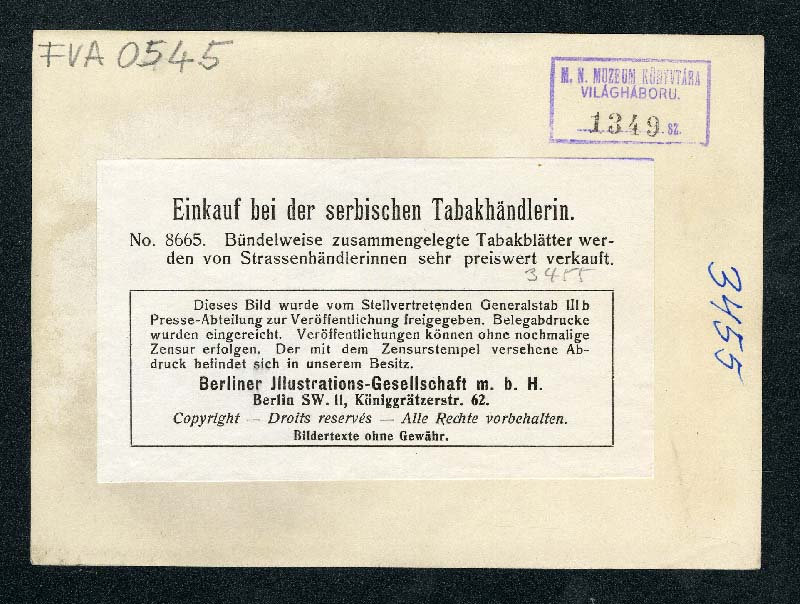 FVA 0545
M. N. MUZEUM KÖNYVTÁRA
VILÁGHÁBORU.
1349 SZ.
Einkauf bei der serbischen Tabakhändlerin.
No. 8665. Bündelweise zusammengelegte Tabakblätter wer-
den von Strassenhändlerinnen sehr preiswert verkauft.
3455
Dieses Bild wurde vom Stellvertretenden Generalstab IIIb
Presse-Abteilung zur Veröffentlichung freigegeben. Belegabdrucke
wurden eingereicht. Veröffentlichungen können ohne nochmalige
Zensur erfolgen. Der mit dem Zensurstempel versehene Ab-
druck befindet sich in unserem Besitz.
Berliner Jllustrations-Gesellschaft m. b. H.
Berlin SW. 11, Königgrätzerstr. 62.
Copyright — Droits reservés — Alle Rechte vorbehalten.
Bildertexte ohne Gewähr.
3455